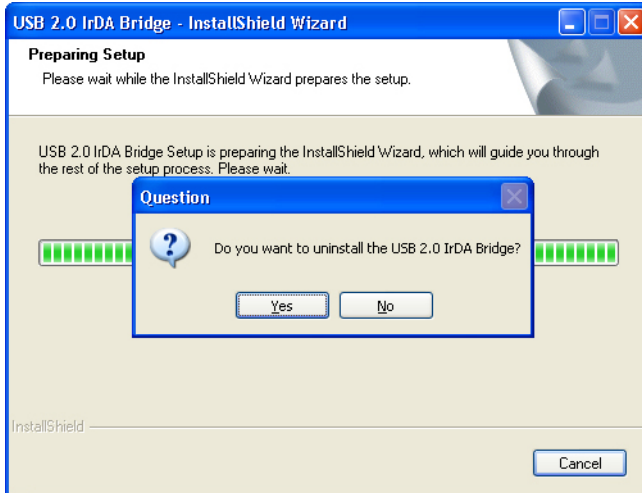 USB 2.0 IrDA Bridge - InstallShield Wizard
Preparing Setup
Please wait while the InstallShield Wizard prepares the setup.
USB 2.0 IrDA Bridge Setup is preparing the InstallShield Wizard, which will guide you through
the rest of the setup process. Please wait.
Question
Do you want to uninstall the USB 2.0 IrDA Bridge?
Yes
No
InstallShield
Cancel